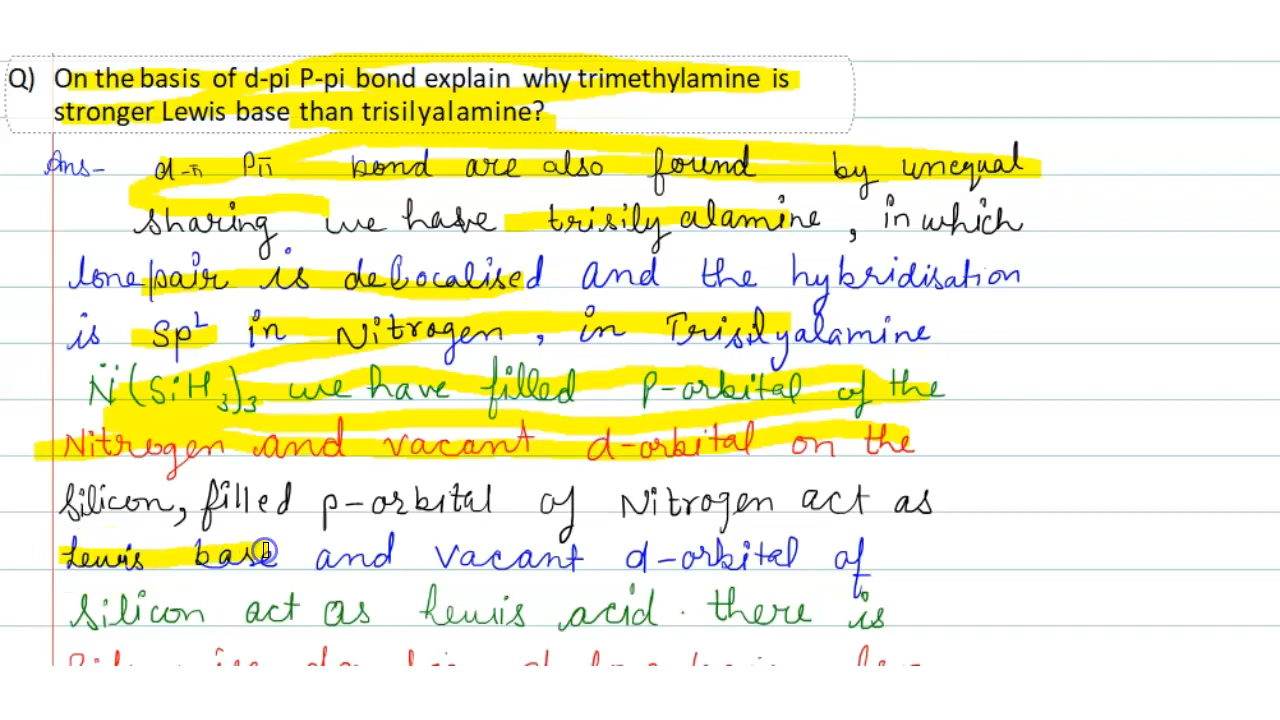 Q) On the basis of d-pi P-pi bond explain why trimethylamine is
stronger Lewis base than trisilyalamine?
Ans- d-π Pπ bond are also found by unequal
sharing we have trisilyalamine, in which
lonepair is delocalised and the hybridisation
is Sp² in Nitrogen, in Trisilyalamine
N̈(SiH₃)₃ we have filled P-orbital of the
Nitrogen and vacant d-orbital on the
Silicon, filled p-orbital of Nitrogen act as
Lewis base and vacant d-orbital of
Silicon act as Lewis acid. there is